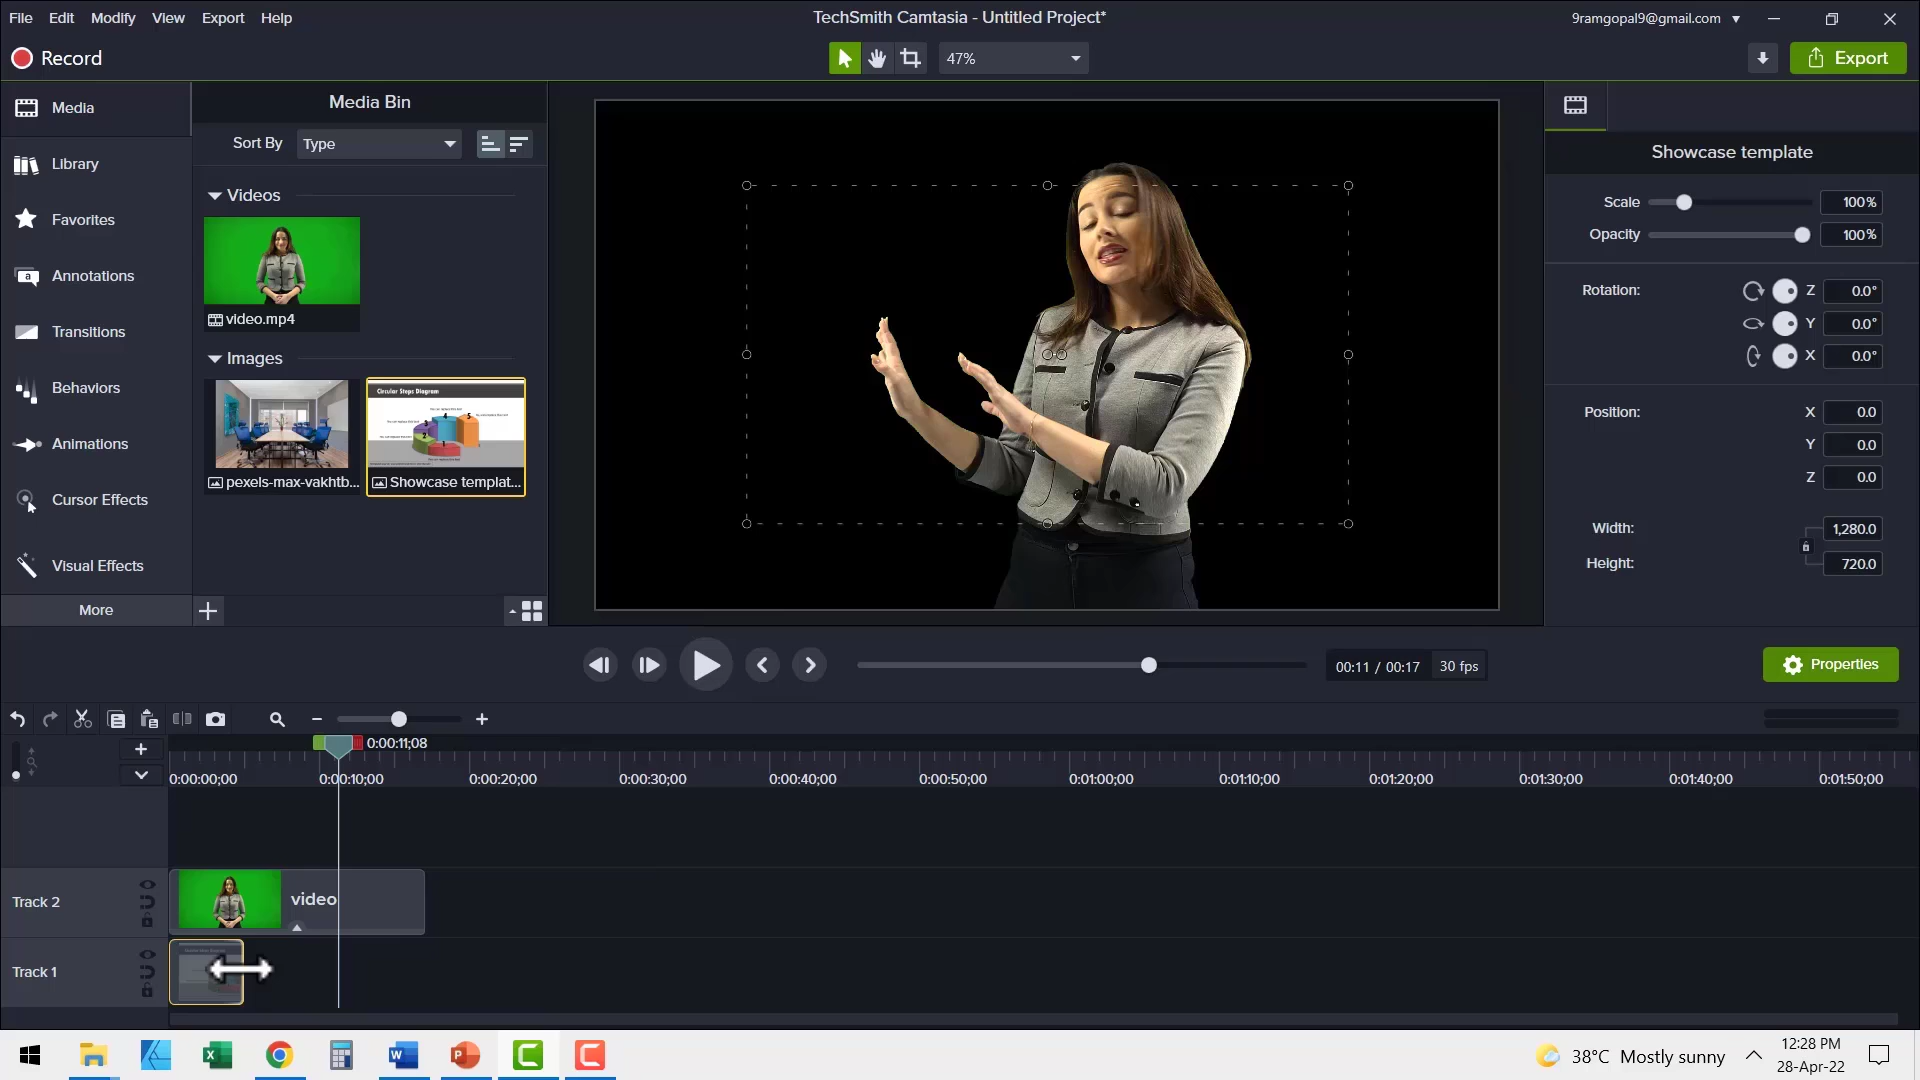 File Edit Modify View Export Help
TechSmith Camtasia - Untitled Project*
9ramgopal9@gmail.com
Record
47%
Export
Media
Library
Favorites
Annotations
Transitions
Behaviors
Animations
Cursor Effects
Visual Effects
More
Media Bin
Sort By Type
Videos
video.mp4
Images
Circular Steps Diagram
pexels-max-vakhtb...
Showcase templat...
Showcase template
Scale 100%
Opacity 100%
Rotation: Z 0.0°
Y 0.0°
X 0.0°
Position: X 0.0
Y 0.0
Z 0.0
Width: 1,280.0
Height: 720.0
00:11 / 00:17 30 fps
Properties
0:00:11;08
0:00:00;00 0:00:10;00 0:00:20;00 0:00:30;00 0:00:40;00 0:00:50;00 0:01:00;00 0:01:10;00 0:01:20;00 0:01:30;00 0:01:40;00 0:01:50;00
Track 2
video
Track 1
38°C Mostly sunny
12:28 PM
28-Apr-22